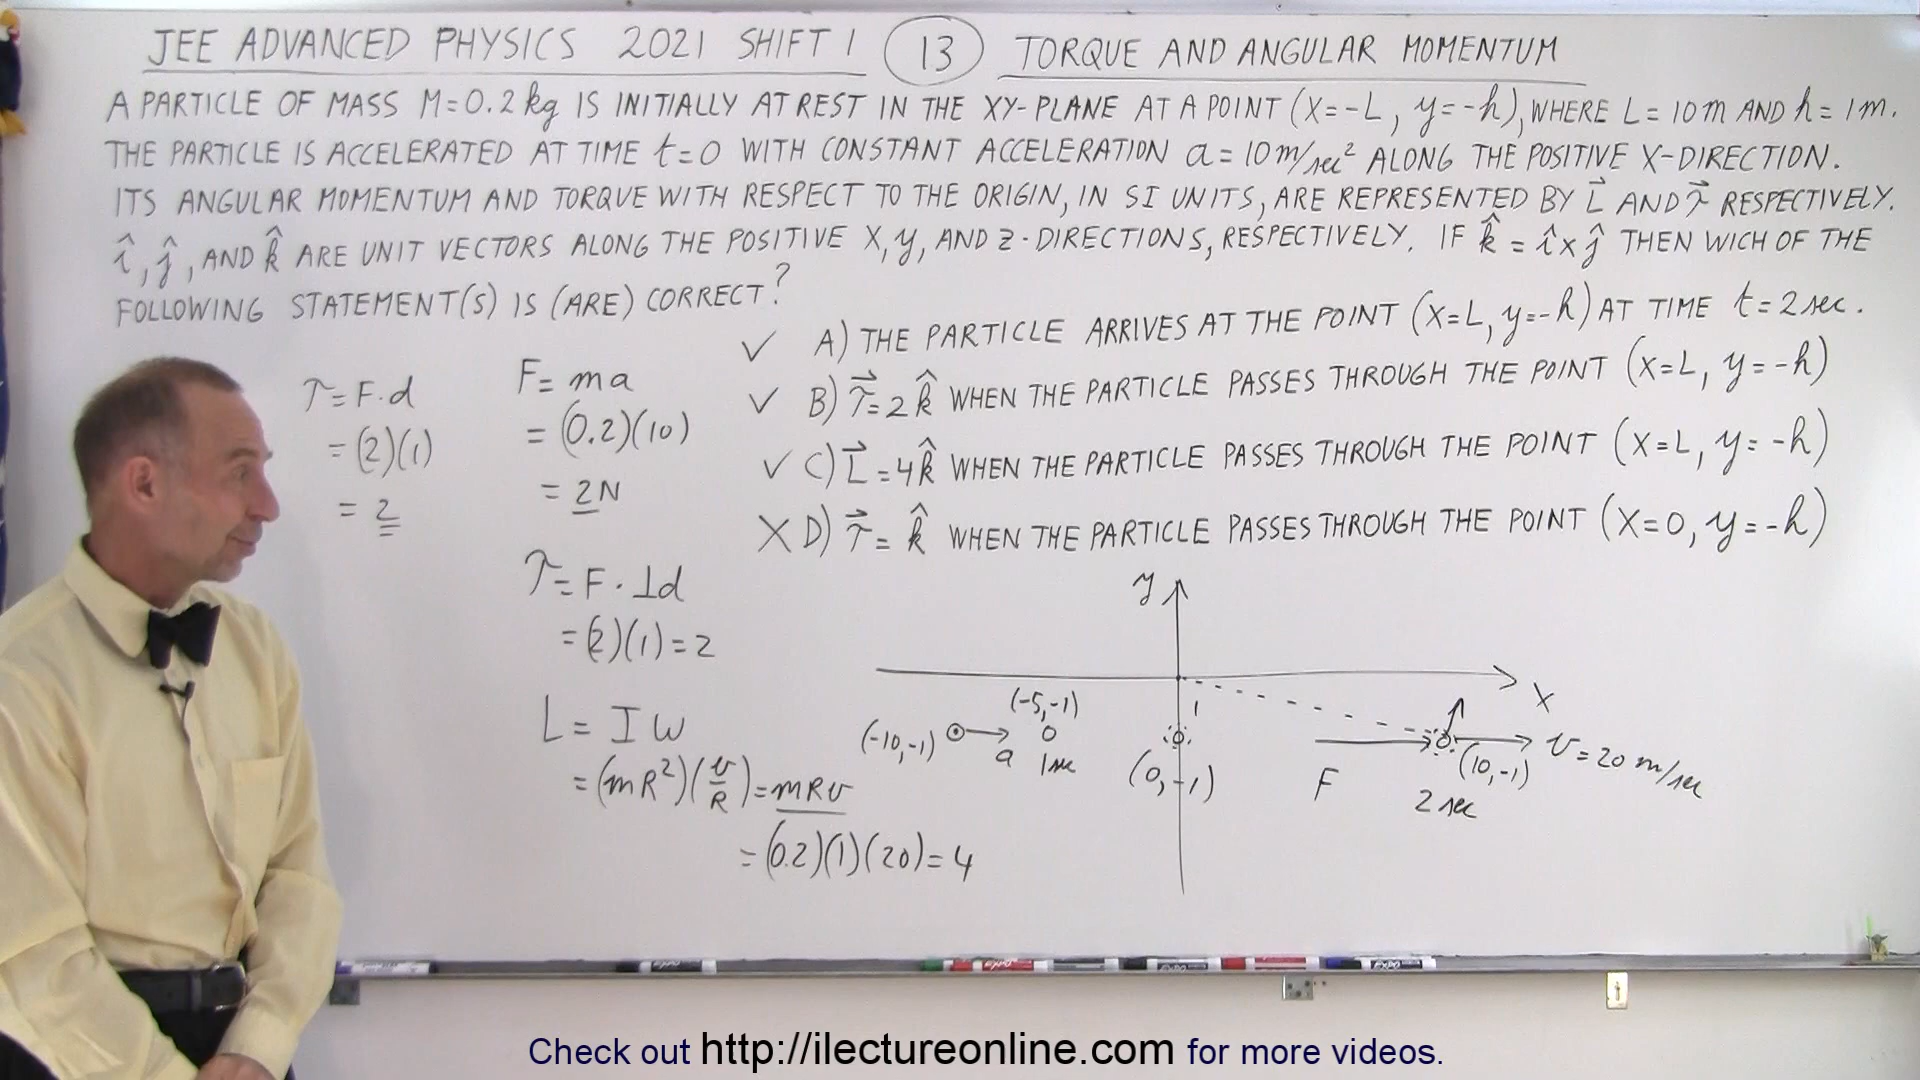 JEE ADVANCED PHYSICS 2021 SHIFT 1 13 TORQUE AND ANGULAR MOMENTUM
A PARTICLE OF MASS M=0.2 kg IS INITIALLY AT REST IN THE XY-PLANE AT A POINT (X=-L, y=-h), WHERE L=10m AND h=1m.
THE PARTICLE IS ACCELERATED AT TIME t=0 WITH CONSTANT ACCELERATION a=10 m/sec² ALONG THE POSITIVE X-DIRECTION.
ITS ANGULAR MOMENTUM AND TORQUE WITH RESPECT TO THE ORIGIN, IN SI UNITS, ARE REPRESENTED BY L⃗ AND τ⃗ RESPECTIVELY.
î, ĵ, AND k̂ ARE UNIT VECTORS ALONG THE POSITIVE X, y, AND Z-DIRECTIONS, RESPECTIVELY. IF k̂ = î x ĵ THEN WICH OF THE
FOLLOWING STATEMENT(S) IS (ARE) CORRECT?
✓ A) THE PARTICLE ARRIVES AT THE POINT (X=L, y=-h) AT TIME t=2 sec.
✓ B) τ⃗=2k̂ WHEN THE PARTICLE PASSES THROUGH THE POINT (X=L, y=-h)
✓ C) L⃗=4k̂ WHEN THE PARTICLE PASSES THROUGH THE POINT (X=L, y=-h)
X D) τ⃗= k̂ WHEN THE PARTICLE PASSES THROUGH THE POINT (X=0, y=-h)
τ=F·d
=(2)(1)
=2
F=ma
=(0.2)(10)
=2N
τ=F·⊥d
=(2)(1)=2
L=Iω
=(mR²)(v/R)=mRv
=(0.2)(1)(20)=4
y
X
(-5,-1)
1
(-10,-1)
a
1sec
(0,-1)
F
(10,-1)
2 sec
v=20 m/sec
EXPO
EXPO
EXPO
Check out http://ilectureonline.com for more videos.